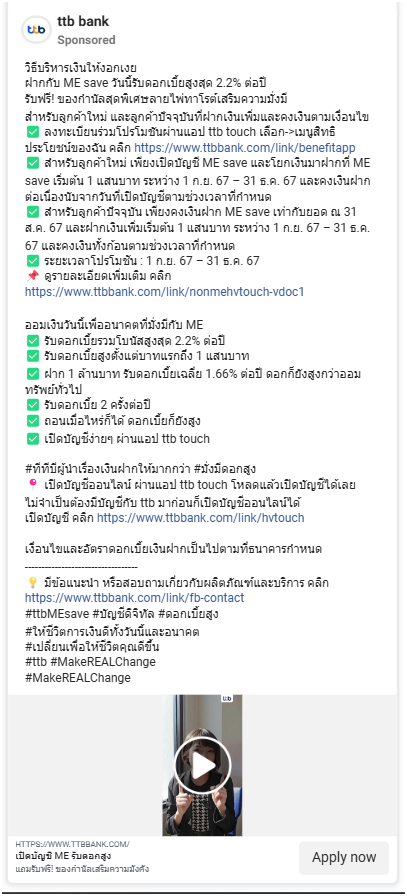 ttb
ttb bank
Sponsored
วิธีบริหารเงินให้งอกเงย
ฝากกับ ME save วันนี้รับดอกเบี้ยสูงสุด 2.2% ต่อปี
รับฟรี! ของกำนัลสุดพิเศษลายไพ่ทาโรต์เสริมความมั่งมี
สำหรับลูกค้าใหม่ และลูกค้าปัจจุบันที่ฝากเงินเพิ่มและคงเงินตามเงื่อนไข
✅ ลงทะเบียนร่วมโปรโมชันผ่านแอป ttb touch เลือก->เมนูสิทธิ
ประโยชน์ของฉัน คลิก https://www.ttbbank.com/link/benefitapp
✅ สำหรับลูกค้าใหม่ เพียงเปิดบัญชี ME save และโยกเงินมาฝากที่ ME
save เริ่มต้น 1 แสนบาท ระหว่าง 1 ก.ย. 67 – 31 ธ.ค. 67 และคงเงินฝาก
ต่อเนื่องนับจากวันที่เปิดบัญชีตามช่วงเวลาที่กำหนด
✅ สำหรับลูกค้าปัจจุบัน เพียงคงเงินฝาก ME save เท่ากับยอด ณ 31
ส.ค. 67 และฝากเงินเพิ่มเริ่มต้น 1 แสนบาท ระหว่าง 1 ก.ย. 67 – 31 ธ.ค.
67 และคงเงินทั้งก้อนตามช่วงเวลาที่กำหนด
✅ ระยะเวลาโปรโมชัน : 1 ก.ย. 67 – 31 ธ.ค. 67
📌 ดูรายละเอียดเพิ่มเติม คลิก
https://www.ttbbank.com/link/nonmehvtouch-vdoc1
ออมเงินวันนี้เพื่ออนาคตที่มั่งมีกับ ME
✅ รับดอกเบี้ยรวมโบนัสสูงสุด 2.2% ต่อปี
✅ รับดอกเบี้ยสูงตั้งแต่บาทแรกถึง 1 แสนบาท
✅ ฝาก 1 ล้านบาท รับดอกเบี้ยเฉลี่ย 1.66% ต่อปี ดอกก็ยังสูงกว่าออม
ทรัพย์ทั่วไป
✅ รับดอกเบี้ย 2 ครั้งต่อปี
✅ ถอนเมื่อไหร่ก็ได้ ดอกเบี้ยก็ยังสูง
✅ เปิดบัญชีง่ายๆ ผ่านแอป ttb touch
#ทีทีบีผู้นำเรื่องเงินฝากให้มากกว่า #มั่งมีดอกสูง
📍 เปิดบัญชีออนไลน์ ผ่านแอป ttb touch โหลดแล้วเปิดบัญชีได้เลย
ไม่จำเป็นต้องมีบัญชีกับ ttb มาก่อนก็เปิดบัญชีออนไลน์ได้
เปิดบัญชี คลิก https://www.ttbbank.com/link/hvtouch
เงื่อนไขและอัตราดอกเบี้ยเงินฝากเป็นไปตามที่ธนาคารกำหนด
----------------------------------
💡 มีข้อแนะนำ หรือสอบถามเกี่ยวกับผลิตภัณฑ์และบริการ คลิก
https://www.ttbbank.com/link/fb-contact
#ttbMEsave #บัญชีดิจิทัล #ดอกเบี้ยสูง
#ให้ชีวิตการเงินดีทั้งวันนี้และอนาคต
#เปลี่ยนเพื่อให้ชีวิตคุณดีขึ้น
#ttb #MakeREALChange
#MakeREALChange
ttb
HTTPS://WWW.TTBBANK.COM/
เปิดบัญชี ME รับดอกสูง
แถมรับฟรี! ของกำนัลเสริมความมั่งคั่ง
Apply now